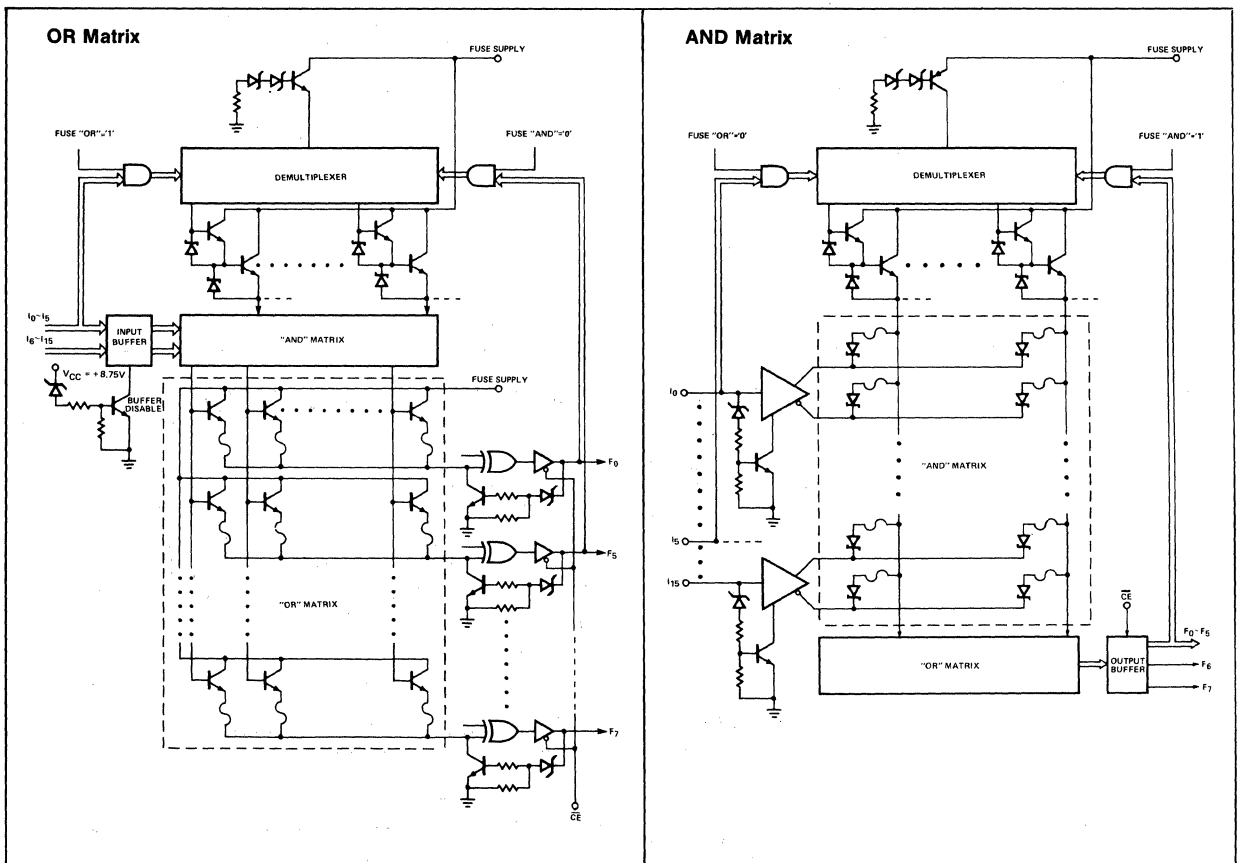 OR Matrix
FUSE SUPPLY
FUSE "OR"='1'
FUSE "AND"='0'
DEMULTIPLEXER
I0~I5
I6~I15
INPUT
BUFFER
"AND" MATRIX
VCC = +8.75V
BUFFER
DISABLE
FUSE SUPPLY
F0
F5
"OR" MATRIX
F7
CE
AND Matrix
FUSE SUPPLY
FUSE "OR"='0'
FUSE "AND"='1'
DEMULTIPLEXER
I0
"AND" MATRIX
I5
I15
CE
F0~F5
"OR" MATRIX
OUTPUT
BUFFER
F6
F7